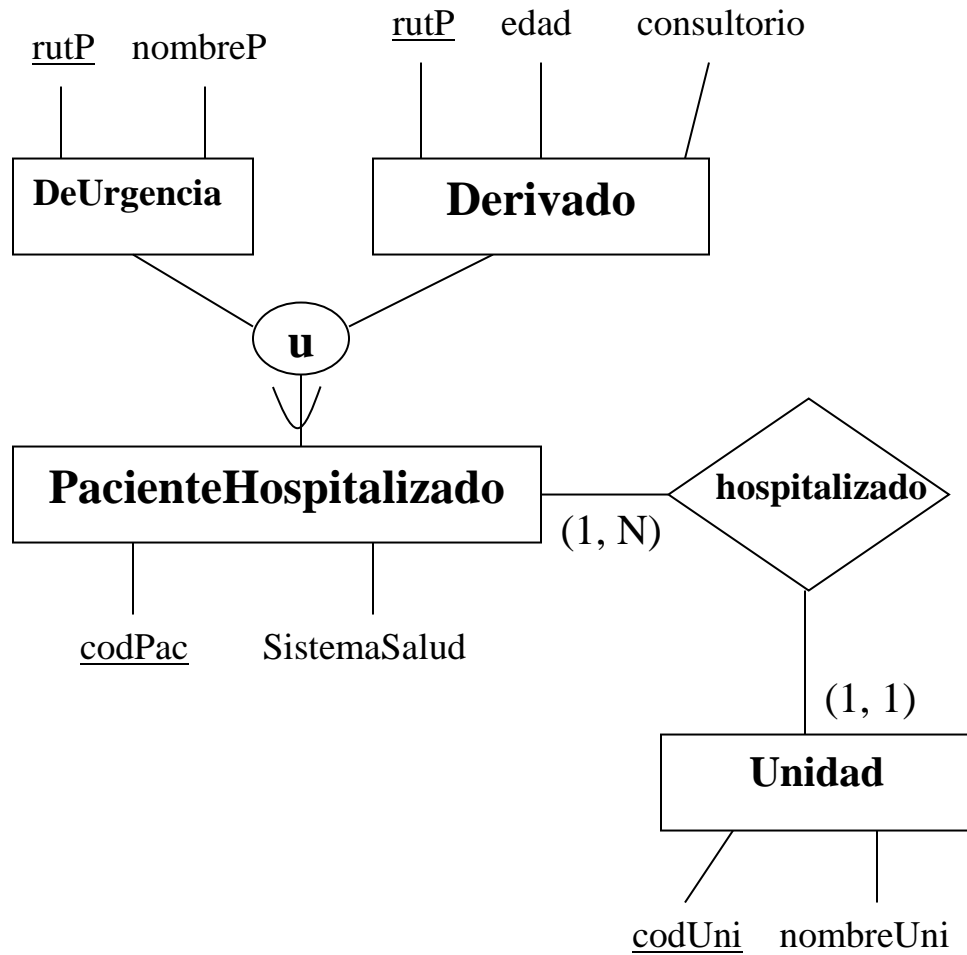 rutP nombreP
rutP edad consultorio
DeUrgencia
Derivado
u
PacienteHospitalizado
hospitalizado
(1, N)
codPac SistemaSalud
(1, 1)
Unidad
codUni nombreUni